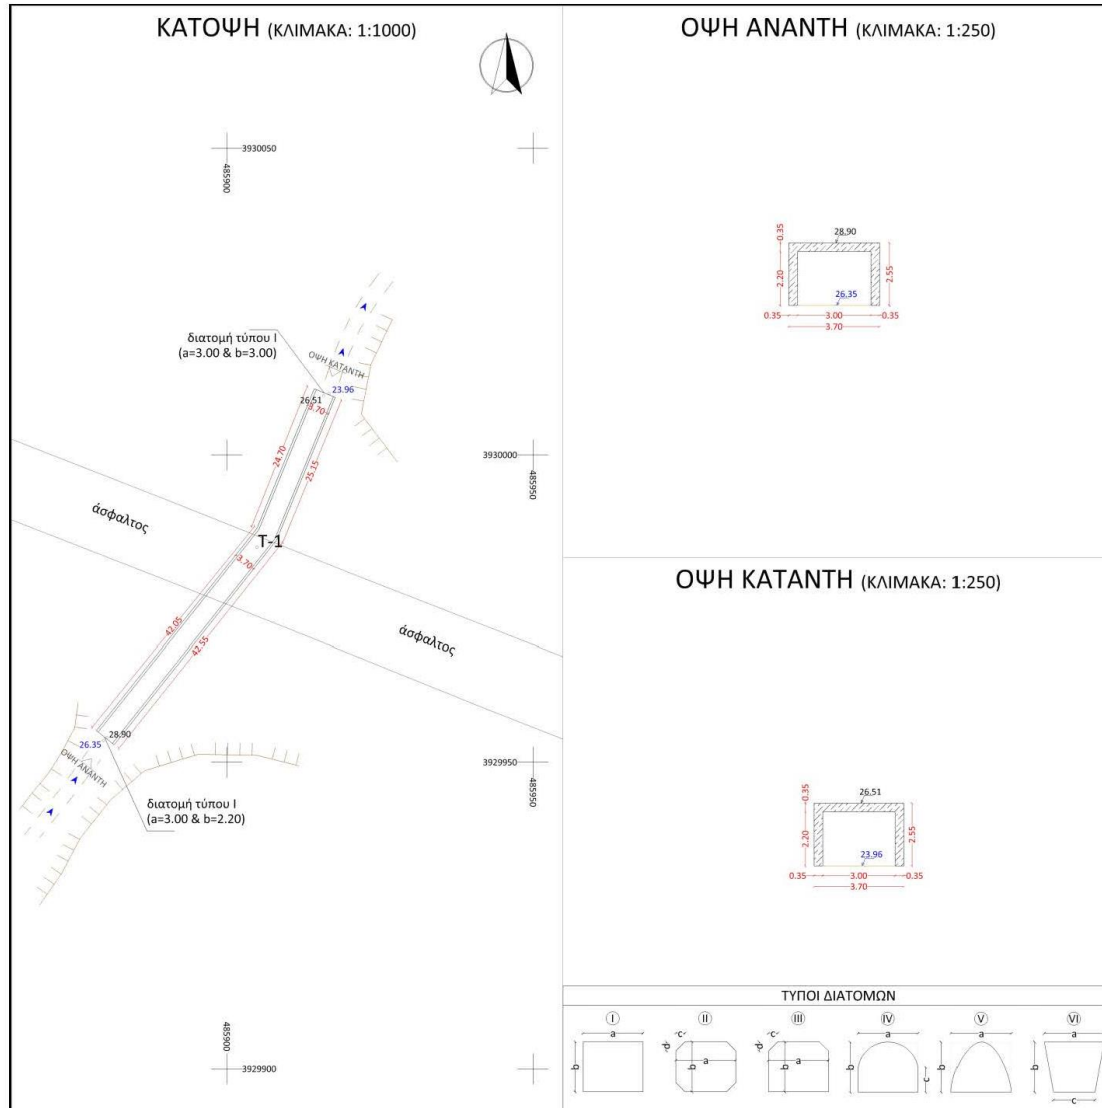 ΚΑΤΟΨΗ (ΚΛΙΜΑΚΑ: 1:1000)
3930050
485900
διατομή τύπου Ι
(a=3.00 & b=3.00)
ΟΨΗ ΚΑΤΑΝΤΗ
23.96
26.51
3.70
24.70
25.15
3930000
485950
άσφαλτος
T-1
3.70
42.05
42.55
άσφαλτος
28.90
26.35
ΟΨΗ ΑΝΑΝΤΗ
3929950
485950
διατομή τύπου Ι
(a=3.00 & b=2.20)
485900
3929900
ΟΨΗ ΑΝΑΝΤΗ (ΚΛΙΜΑΚΑ: 1:250)
28.90
0.35
2.20
2.55
26.35
0.35 3.00 0.35
3.70
ΟΨΗ ΚΑΤΑΝΤΗ (ΚΛΙΜΑΚΑ: 1:250)
26.51
0.35
2.20
2.55
23.96
0.35 3.00 0.35
3.70
ΤΥΠΟΙ ΔΙΑΤΟΜΩΝ
I II III IV V VI
a c c a a a
d d
b b a b a b c b b
c